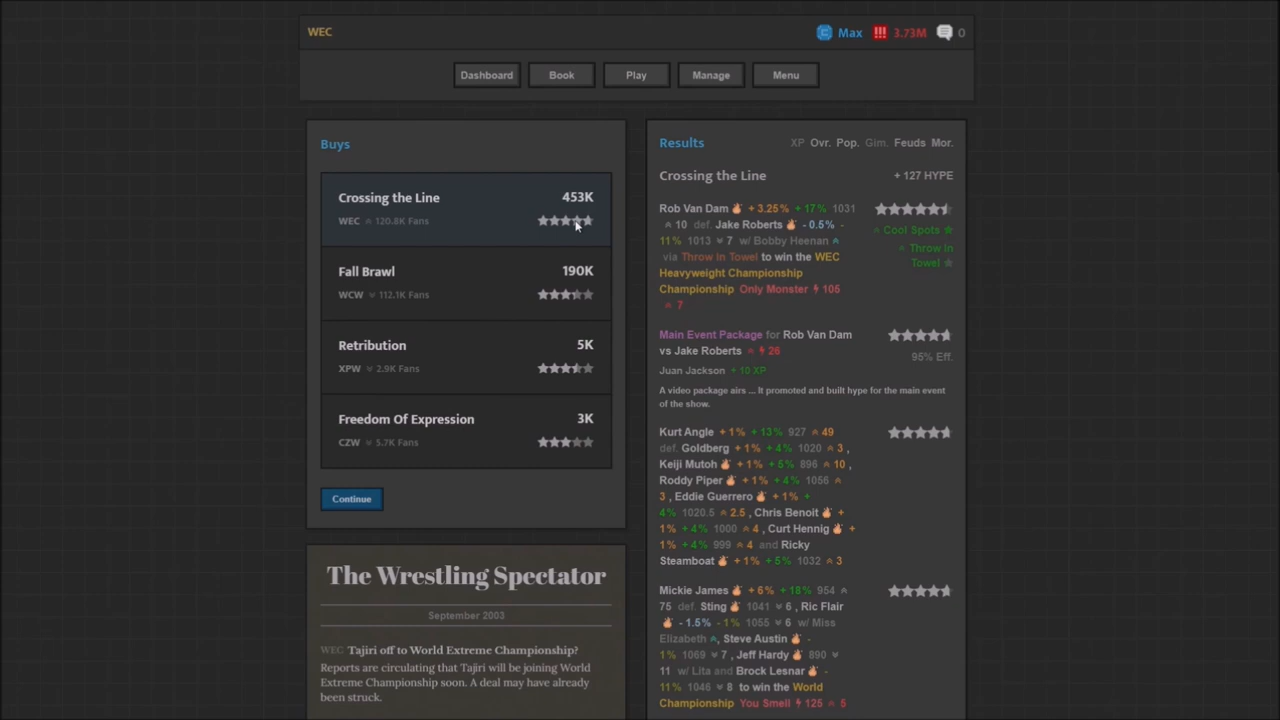 WEC
Max 3.73M 0
Dashboard Book Play Manage Menu
Buys
Crossing the Line 453K
WEC 120.8K Fans
Fall Brawl 190K
WCW 112.1K Fans
Retribution 5K
XPW 2.9K Fans
Freedom Of Expression 3K
CZW 5.7K Fans
Continue
The Wrestling Spectator
September 2003
WEC Tajiri off to World Extreme Championship?
Reports are circulating that Tajiri will be joining World
Extreme Championship soon. A deal may have already
been struck.
Results XP Ovr. Pop. Gim. Feuds Mor.
Crossing the Line + 127 HYPE
Rob Van Dam + 3.25% + 17% 1031
10 def. Jake Roberts - 0.5% -
11% 1013 7 w/ Bobby Heenan
via Throw in Towel to win the WEC
Heavyweight Championship
Championship Only Monster 105
7
Cool Spots
Throw in
Towel
Main Event Package for Rob Van Dam
vs Jake Roberts 26
95% Eff.
Juan Jackson + 10 XP
A video package airs ... It promoted and built hype for the main event
of the show.
Kurt Angle + 1% + 13% 927 49
def. Goldberg + 1% + 4% 1020 3 ,
Keiji Mutoh + 1% + 5% 896 10 ,
Roddy Piper + 1% + 4% 1056
3 , Eddie Guerrero + 1% +
4% 1020.5 2.5 , Chris Benoit +
1% + 4% 1000 4 , Curt Hennig +
1% + 4% 999 4 and Ricky
Steamboat + 1% + 5% 1032 3
Mickie James + 6% + 18% 954
75 def. Sting 1041 6 , Ric Flair
- 1.5% - 1% 1055 6 w/ Miss
Elizabeth , Steve Austin -
1% 1069 7 , Jeff Hardy 890
11 w/ Lita and Brock Lesnar -
11% 1046 8 to win the World
Championship You Smell 125 5